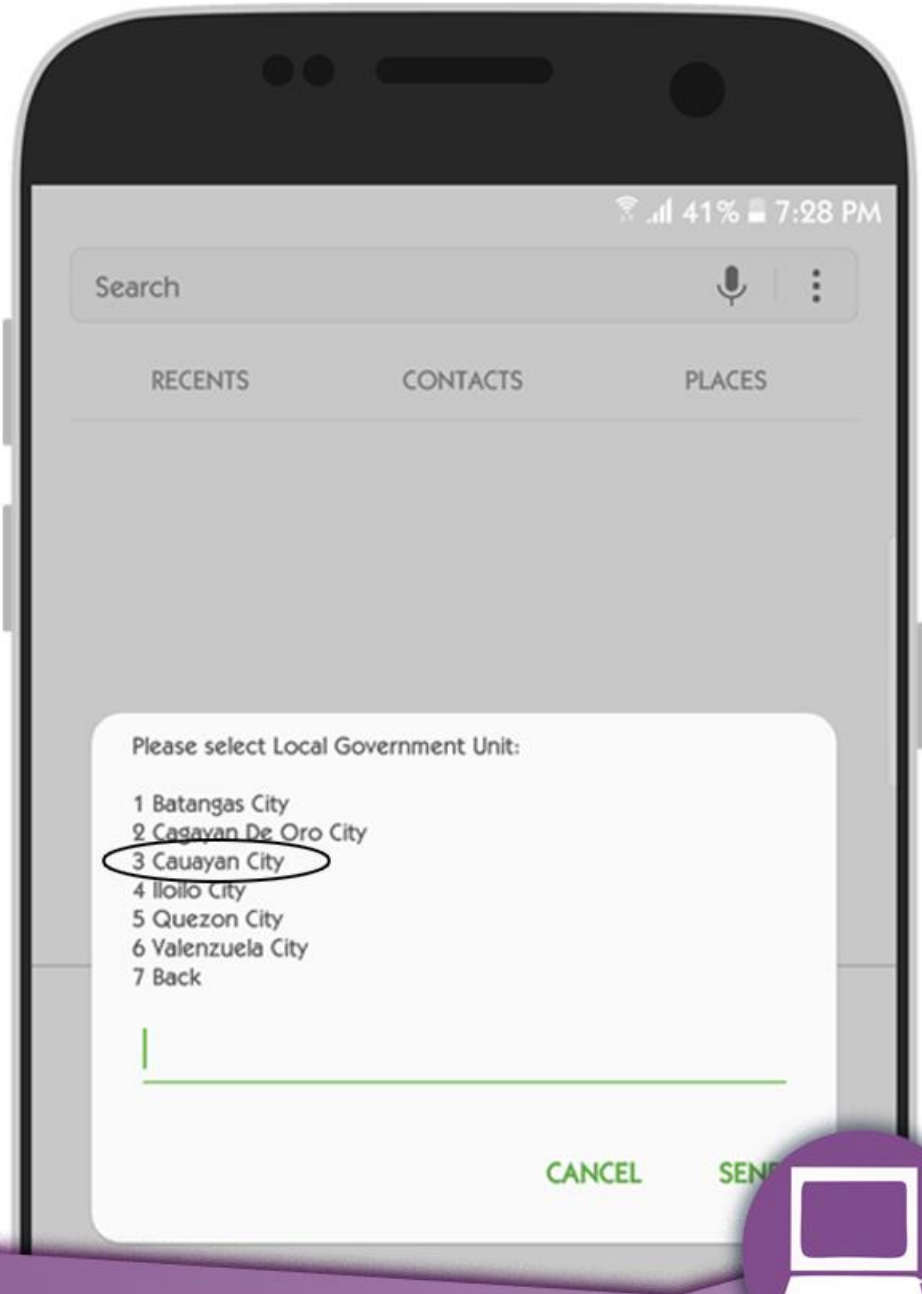 41% 7:28 PM
Search
RECENTS CONTACTS PLACES
Please select Local Government Unit:
1 Batangas City
2 Cagayan De Oro City
3 Cauayan City
4 Iloilo City
5 Quezon City
6 Valenzuela City
7 Back
CANCEL SEN